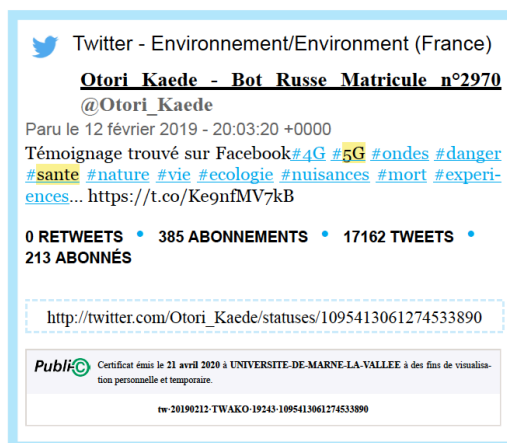 Twitter - Environnement/Environment (France)
Otori Kaede - Bot Russe Matricule n°2970
@Otori_Kaede
Paru le 12 février 2019 - 20:03:20 +0000
Témoignage trouvé sur Facebook#4G #5G #ondes #danger
#sante #nature #vie #ecologie #nuisances #mort #experi-
ences... https://t.co/Ke9nfMV7kB
0 RETWEETS • 385 ABONNEMENTS • 17162 TWEETS •
213 ABONNÉS
http://twitter.com/Otori_Kaede/statuses/1095413061274533890
Publi© Certificat émis le 21 avril 2020 à UNIVERSITE-DE-MARNE-LA-VALLEE à des fins de visualisa-
tion personnelle et temporaire.
tw·20190212·TWAKO·19243·1095413061274533890